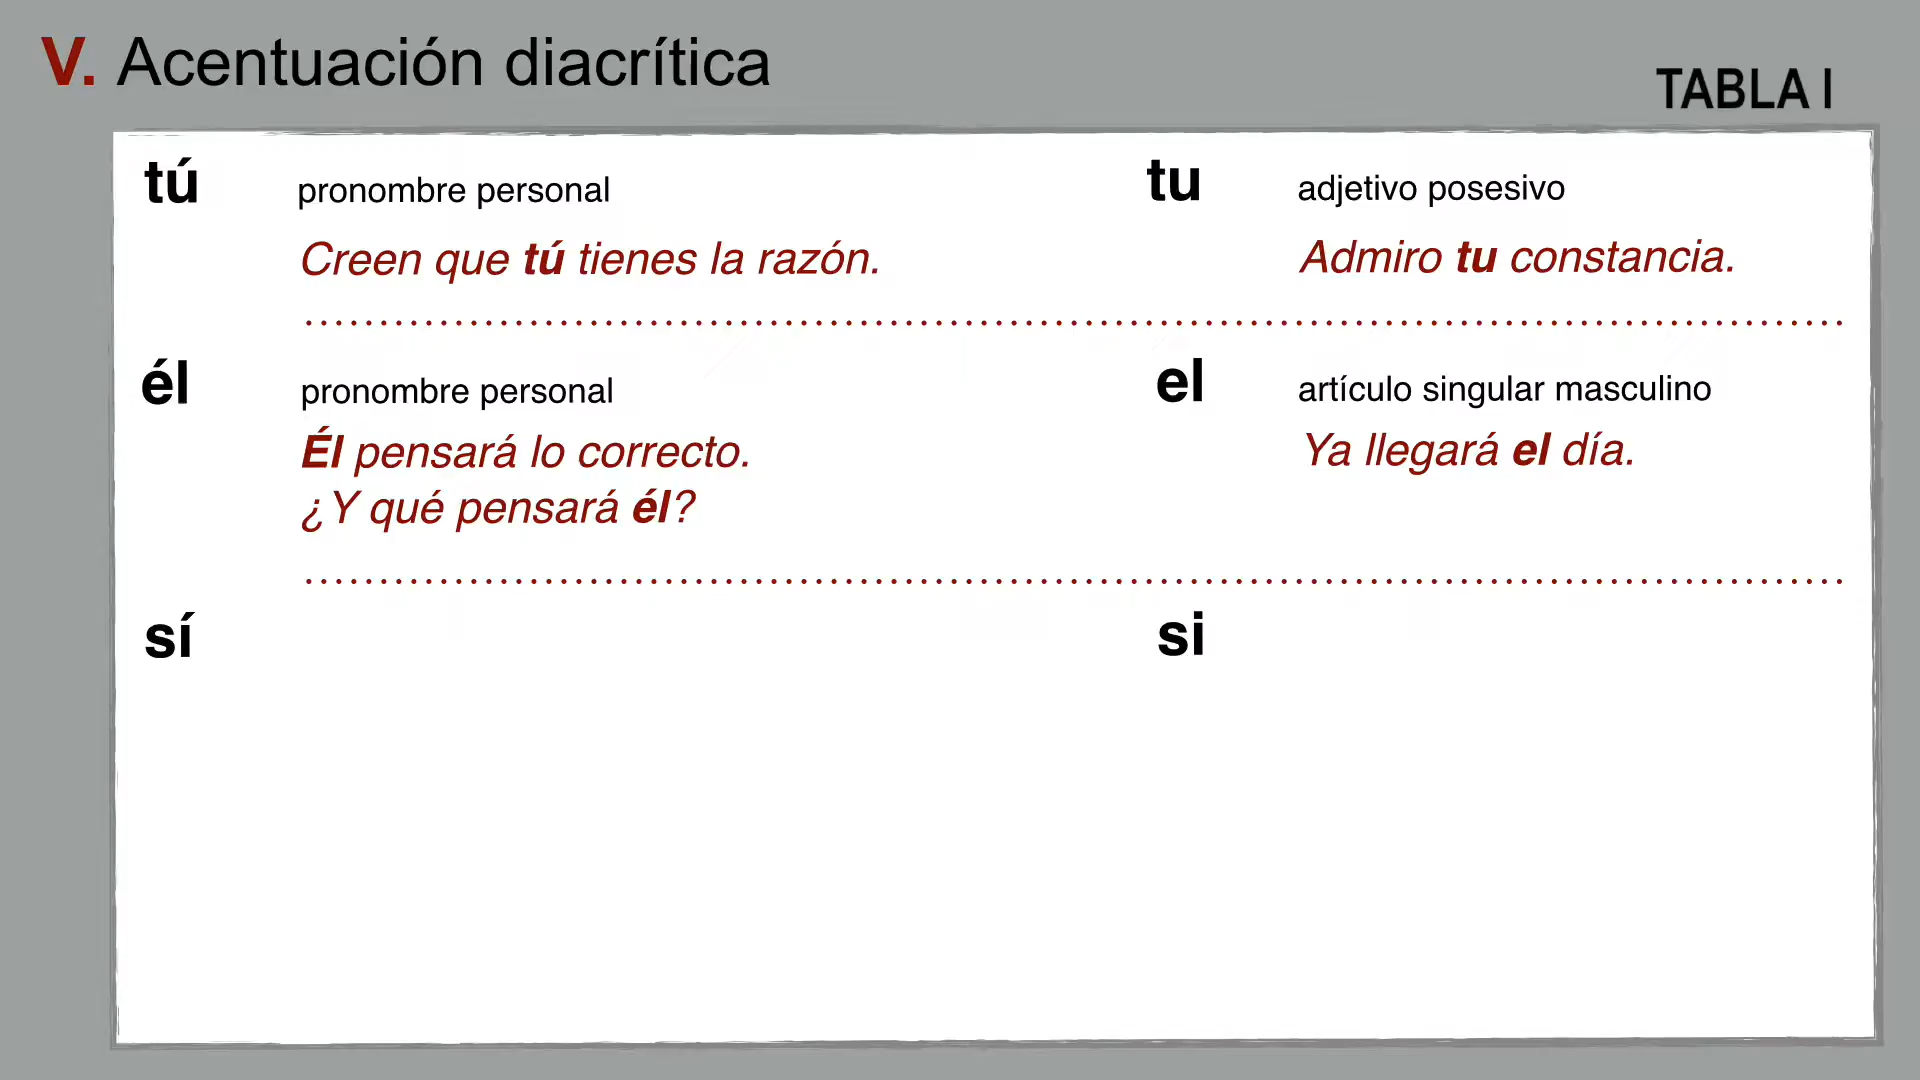 V. Acentuación diacrítica
TABLA I
tú pronombre personal
Creen que tú tienes la razón.
tu adjetivo posesivo
Admiro tu constancia.
él pronombre personal
Él pensará lo correcto.
¿Y qué pensará él?
el artículo singular masculino
Ya llegará el día.
sí
si